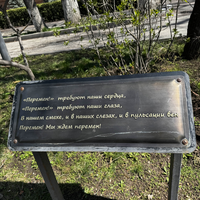 «Перемен!»- требуют наши сердца,
«Перемен!»- требуют наши глаза,
В нашем смехе, и в наших слезах, и в пульсации вен
Перемен! Мы ждем перемен!